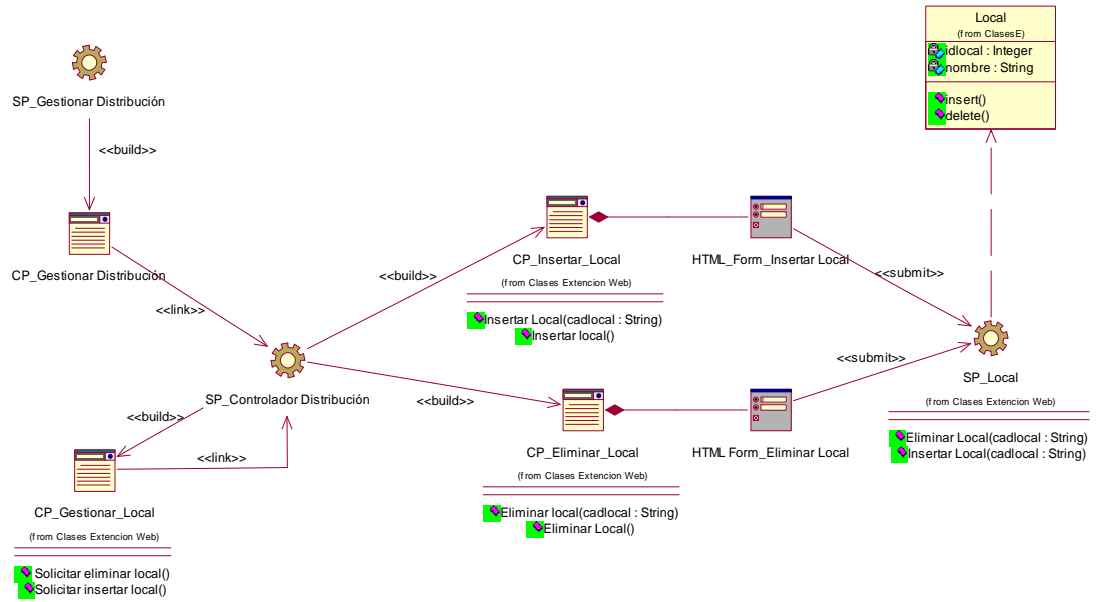 Local
(from ClasesE)
idlocal : Integer
nombre : String
insert()
delete()
SP_Gestionar Distribución
<<build>>
CP_Gestionar Distribución
<<link>>
<<build>>
CP_Insertar_Local
(from Clases Extencion Web)
Insertar Local(cadlocal : String)
Insertar local()
HTML_Form_Insertar Local
<<submit>>
<<submit>>
SP_Local
(from Clases Extencion Web)
Eliminar Local(cadlocal : String)
Insertar Local(cadlocal : String)
SP_Controlador Distribución
<<build>>
<<build>>
<<link>>
CP_Eliminar_Local
(from Clases Extencion Web)
Eliminar local(cadlocal : String)
Eliminar Local()
HTML Form_Eliminar Local
CP_Gestionar_Local
(from Clases Extencion Web)
Solicitar eliminar local()
Solicitar insertar local()